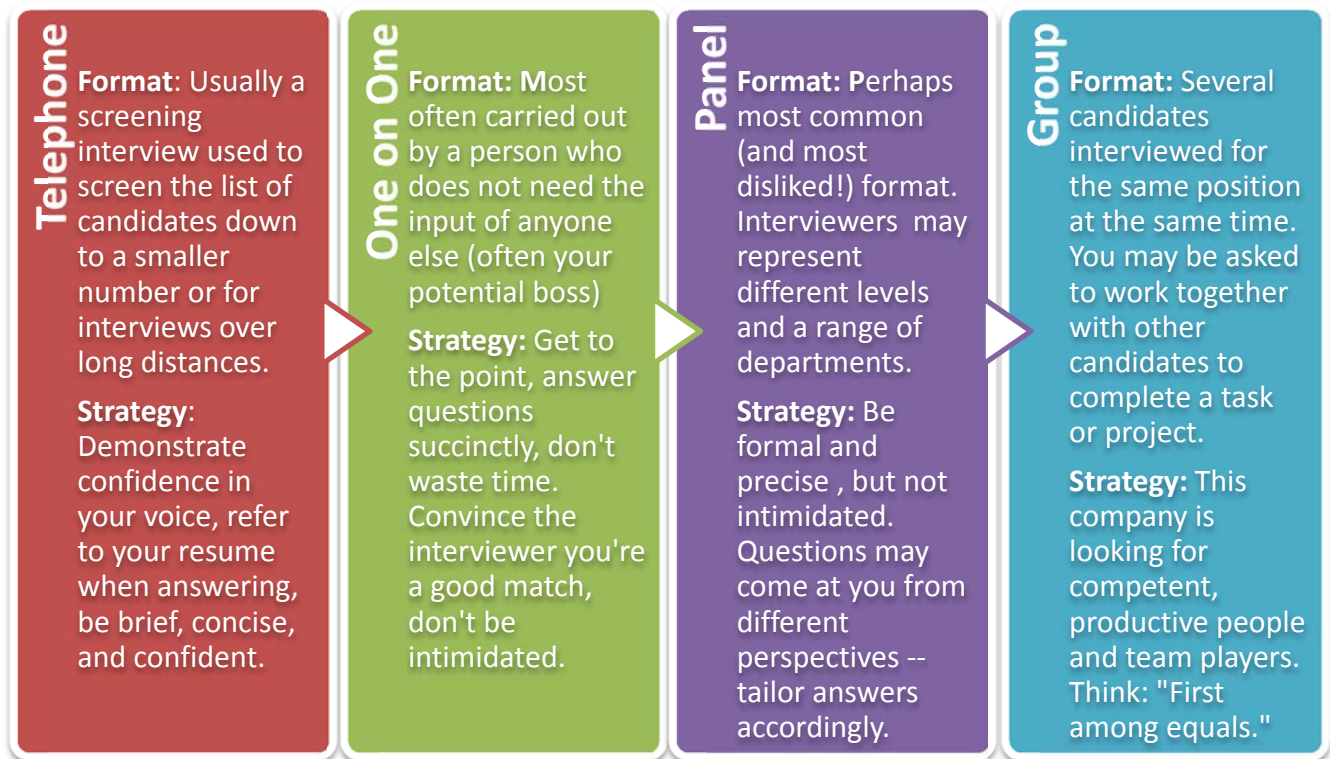 Telephone
Format: Usually a
screening
interview used to
screen the list of
candidates down
to a smaller
number or for
interviews over
long distances.
Strategy:
Demonstrate
confidence in
your voice, refer
to your resume
when answering,
be brief, concise,
and confident.
One on One
Format: Most
often carried out
by a person who
does not need the
input of anyone
else (often your
potential boss)
Strategy: Get to
the point, answer
questions
succinctly, don't
waste time.
Convince the
interviewer you're
a good match,
don't be
intimidated.
Panel
Format: Perhaps
most common
(and most
disliked!) format.
Interviewers  may
represent
different levels
and a range of
departments.
Strategy: Be
formal and
precise , but not
intimidated.
Questions may
come at you from
different
perspectives --
tailor answers
accordingly.
Group
Format: Several
candidates
interviewed for
the same position
at the same time.
You may be asked
to work together
with other
candidates to
complete a task
or project.
Strategy: This
company is
looking for
competent,
productive people
and team players.
Think: "First
among equals."